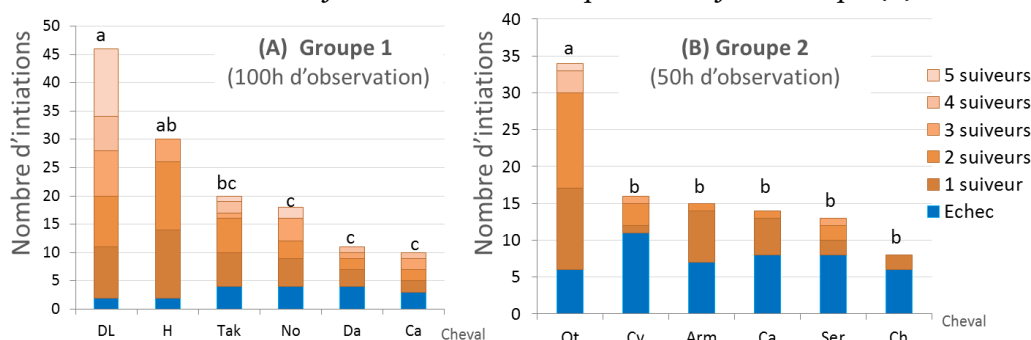 (A) Groupe 1
(100h d'observation)
Nombre d'intiations
50
45
40
35
30
25
20
15
10
5
0
a
ab
bc
c
c
c
DL H Tak No Da Ca Cheval
(B) Groupe 2
(50h d'observation)
Nombre d'intiations
40
35
30
25
20
15
10
5
0
a
b
b
b
b
b
Cv Arm Ca Ser Ch Cheval
5 suiveurs
4 suiveurs
3 suiveurs
2 suiveurs
1 suiveur
Echec